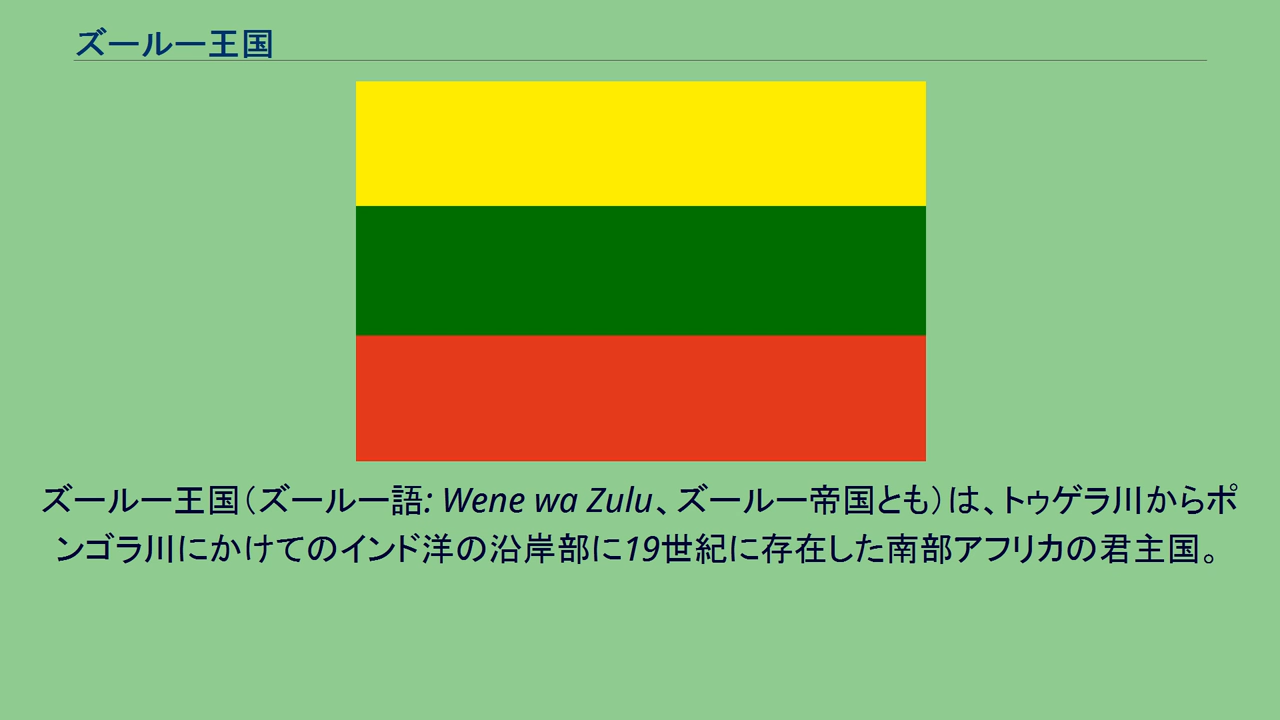 ズールー王国
ズールー王国（ズールー語: Wene wa Zulu、ズールー帝国とも）は、トゥゲラ川からポ
ンゴラ川にかけてのインド洋の沿岸部に19世紀に存在した南部アフリカの君主国。